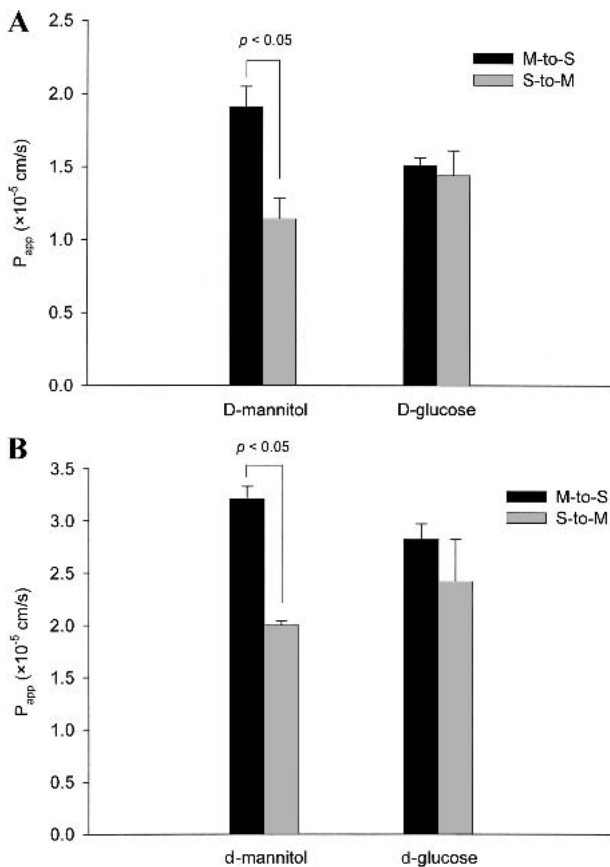 A
2.5
2.0
1.5
1.0
0.5
0.0
P_app (×10^-5 cm/s)
p < 0.05
M-to-S
S-to-M
D-mannitol
D-glucose
B
3.5
3.0
2.5
2.0
1.5
1.0
0.5
0.0
P_app (×10^-5 cm/s)
p < 0.05
M-to-S
S-to-M
d-mannitol
d-glucose